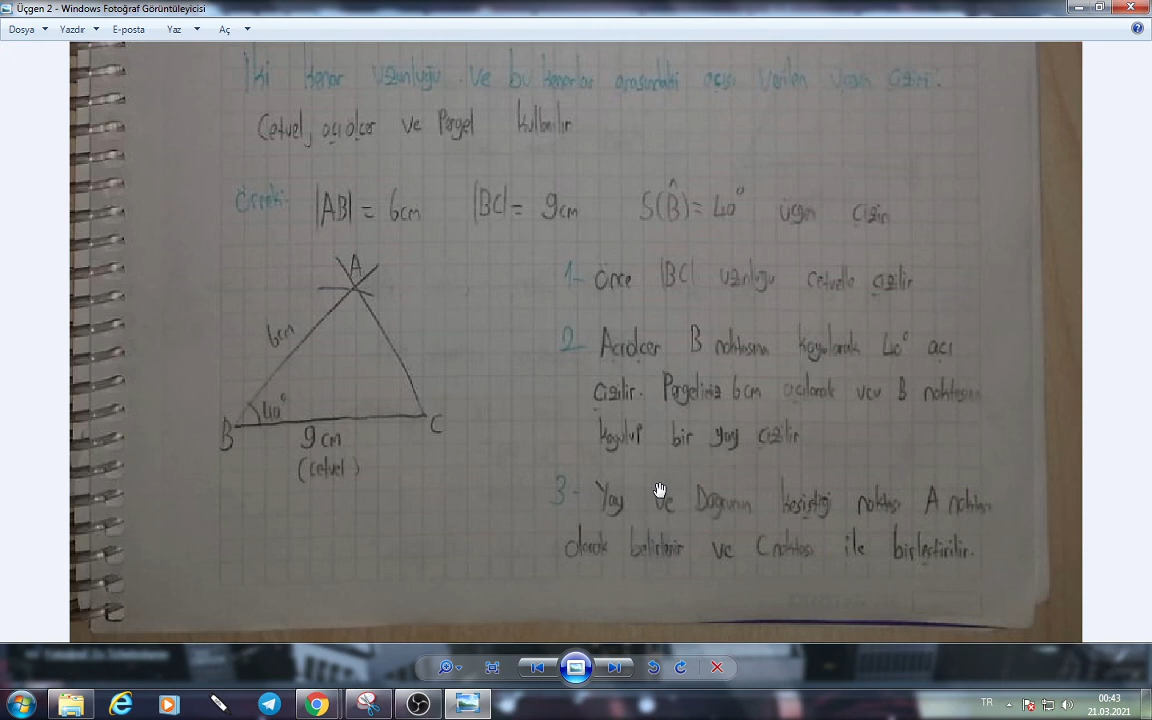 Üçgen 2 - Windows Fotoğraf Görüntüleyicisi
Dosya Yazdır E-posta Yaz Aç
İki kenar uzunluğu ve bu kenarlar arasındaki açısı verilen üçgen çizimi:
Cetvel, açıölçer ve Pergel kullanılır
Örnek: |AB| = 6cm |BC| = 9cm S(B̂) = 40° üçgen çizin
A
6cm
40°
B
C
9cm
(cetvel)
1- Önce |BC| uzunluğu cetvelle çizilir
2- Açıölçer B noktasına koyularak 40° açı
çizilir. Pergelimiz 6cm açılarak ucu B noktasına
koyulup bir yay çizilir
3- Yay ve Doğrunun kesiştiği noktası A noktası
olarak belirlenir ve C noktası ile birleştirilir.
TR
00:43
21.03.2021